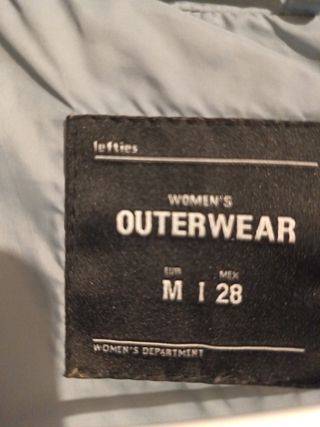 lefties
WOMEN'S
OUTERWEAR
EUR MEX
M | 28
WOMEN'S DEPARTMENT